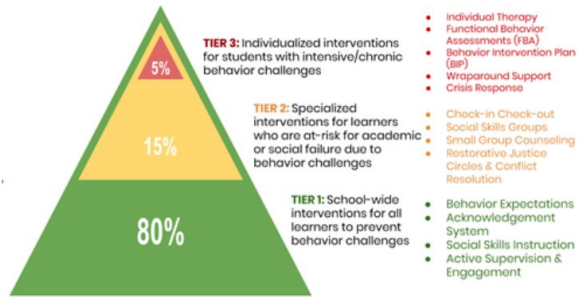 5%
TIER 3: Individualized interventions
for students with intensive/chronic
behavior challenges
• Individual Therapy
• Functional Behavior
Assessments (FBA)
• Behavior Intervention Plan
(BIP)
• Wraparound Support
• Crisis Response
15%
TIER 2: Specialized
interventions for learners
who are at-risk for academic
or social failure due to
behavior challenges
• Check-in Check-out
• Social Skills Groups
• Small Group Counseling
• Restorative Justice
Circles & Conflict
Resolution
80%
TIER 1: School-wide
interventions for all
learners to prevent
behavior challenges
• Behavior Expectations
• Acknowledgement
System
• Social Skills Instruction
• Active Supervision &
Engagement